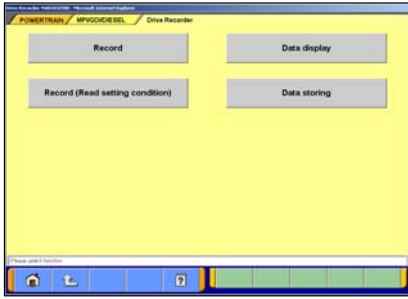 POWERTRAIN / MPI/GDI/DIESEL / Drive Recorder
Record
Data display
Record (Read setting condition)
Data storing
Please select function
?